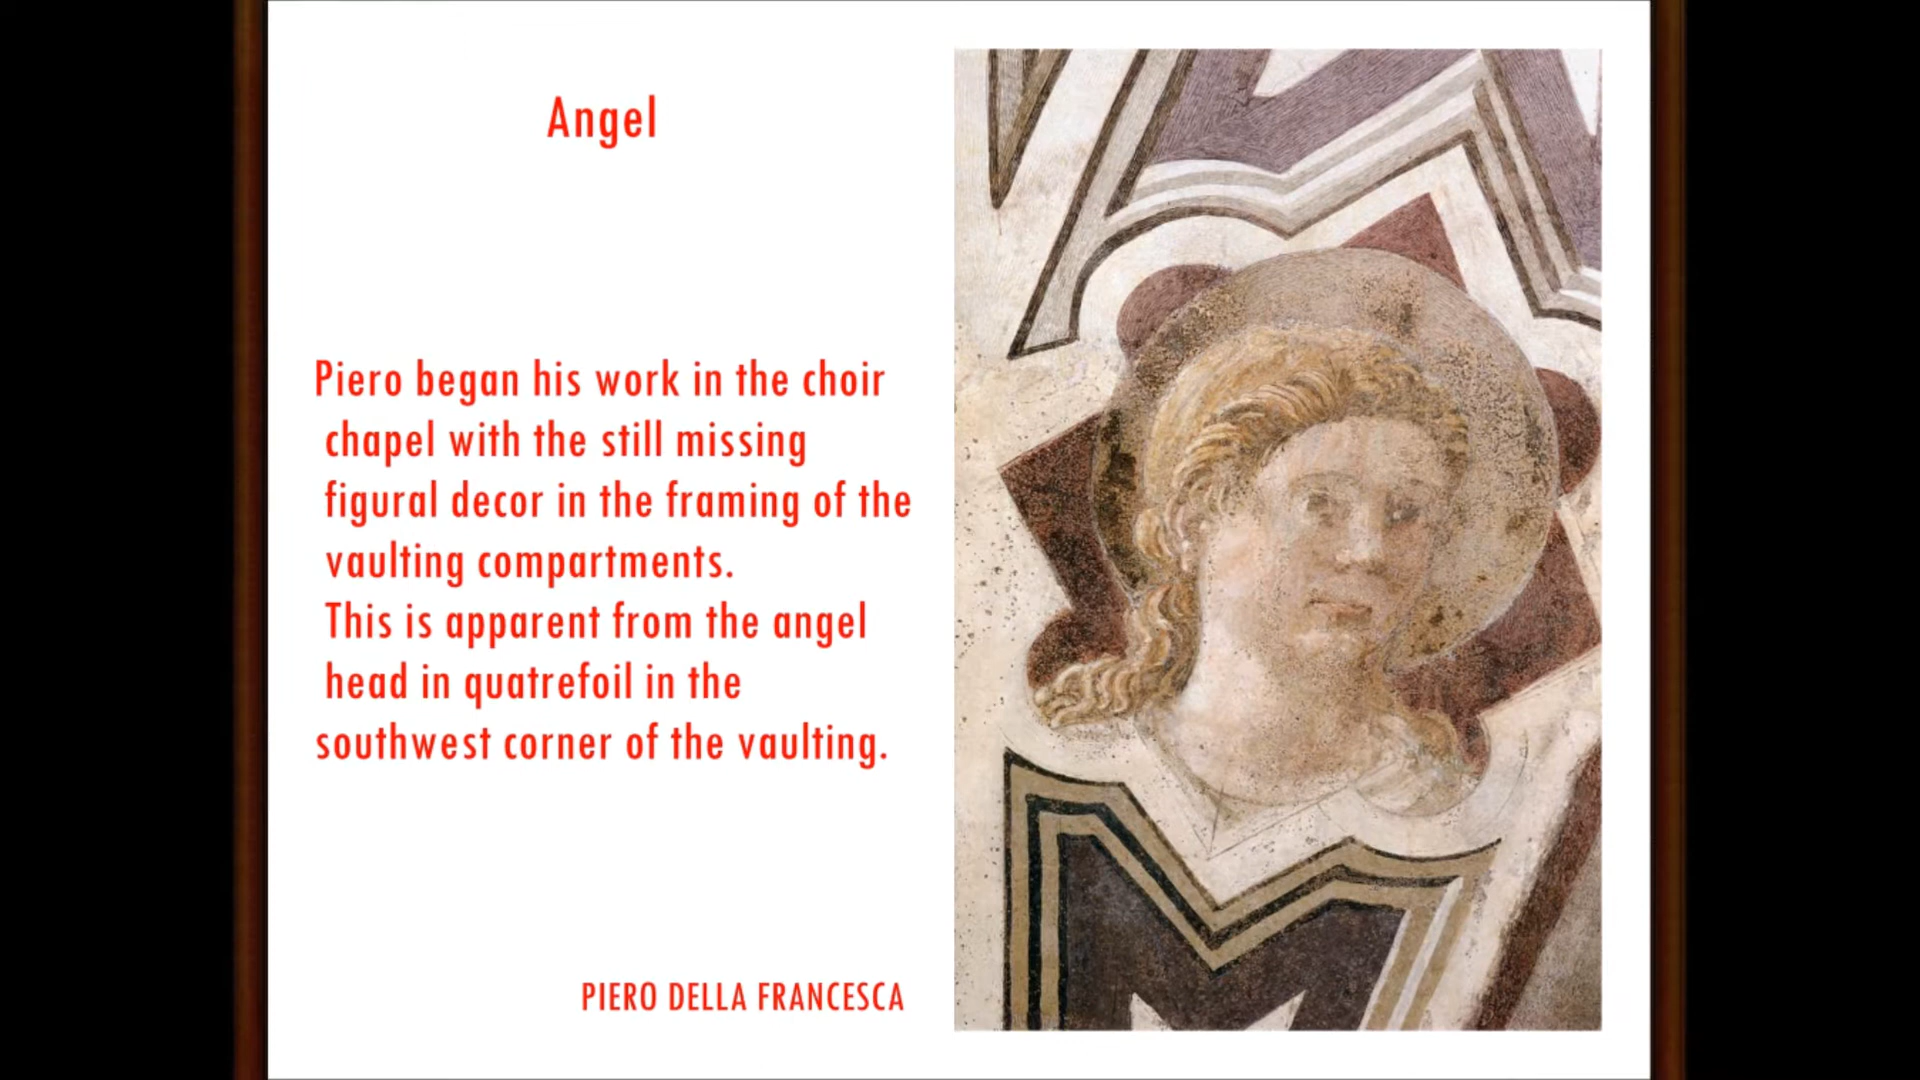 Angel
Piero began his work in the choir
chapel with the still missing
figural decor in the framing of the
vaulting compartments.
This is apparent from the angel
head in quatrefoil in the
southwest corner of the vaulting.
PIERO DELLA FRANCESCA